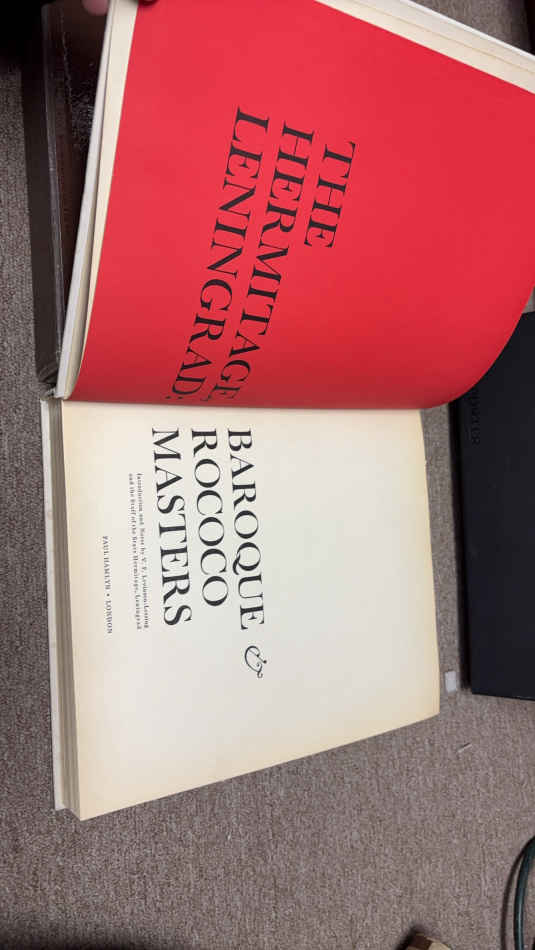 THE
HERMITAGE
LENINGRAD:
BAROQUE &
ROCOCO
MASTERS
Introduction and Notes by V. F. Levinson-Lessing
and the Staff of the State Hermitage, Leningrad
PAUL HAMLYN • LONDON